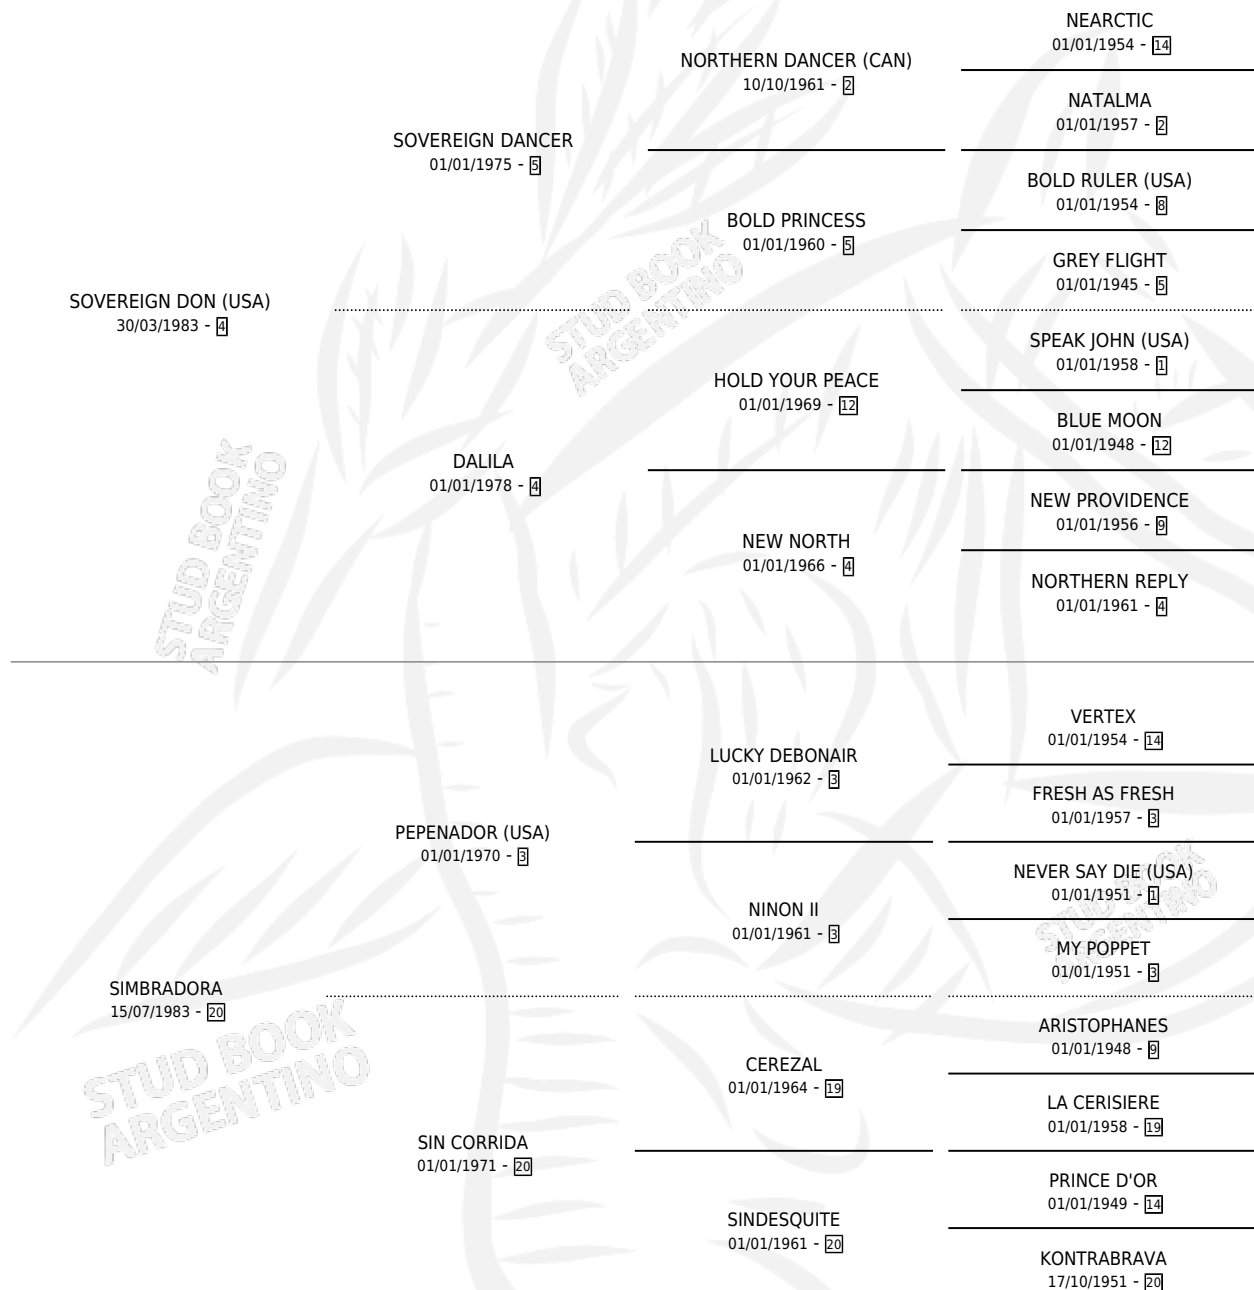 NEARCTIC
01/01/1954 - 14
NORTHERN DANCER (CAN)
10/10/1961 - 2
NATALMA
01/01/1957 - 2
SOVEREIGN DANCER
01/01/1975 - 5
BOLD RULER (USA)
01/01/1954 - 8
BOLD PRINCESS
01/01/1960 - 5
GREY FLIGHT
01/01/1945 - 5
SOVEREIGN DON (USA)
30/03/1983 - 4
SPEAK JOHN (USA)
01/01/1958 - 1
HOLD YOUR PEACE
01/01/1969 - 12
BLUE MOON
01/01/1948 - 12
DALILA
01/01/1978 - 4
NEW PROVIDENCE
01/01/1956 - 9
NEW NORTH
01/01/1966 - 4
NORTHERN REPLY
01/01/1961 - 4
VERTEX
01/01/1954 - 14
LUCKY DEBONAIR
01/01/1962 - 3
FRESH AS FRESH
01/01/1957 - 3
PEPENADOR (USA)
01/01/1970 - 3
NEVER SAY DIE (USA)
01/01/1951 - 1
NINON II
01/01/1961 - 3
MY POPPET
01/01/1951 - 3
SIMBRADORA
15/07/1983 - 20
ARISTOPHANES
01/01/1948 - 9
CEREZAL
01/01/1964 - 19
LA CERISIERE
01/01/1958 - 19
SIN CORRIDA
01/01/1971 - 20
PRINCE D'OR
01/01/1949 - 14
SINDESQUITE
01/01/1961 - 20
KONTRABRAVA
17/10/1951 - 20
STUD BOOK
ARGENTINO
STUD BOOK
ARGENTINO
STUD BOOK
ARGENTINO
STUD BOOK
ARGENTINO